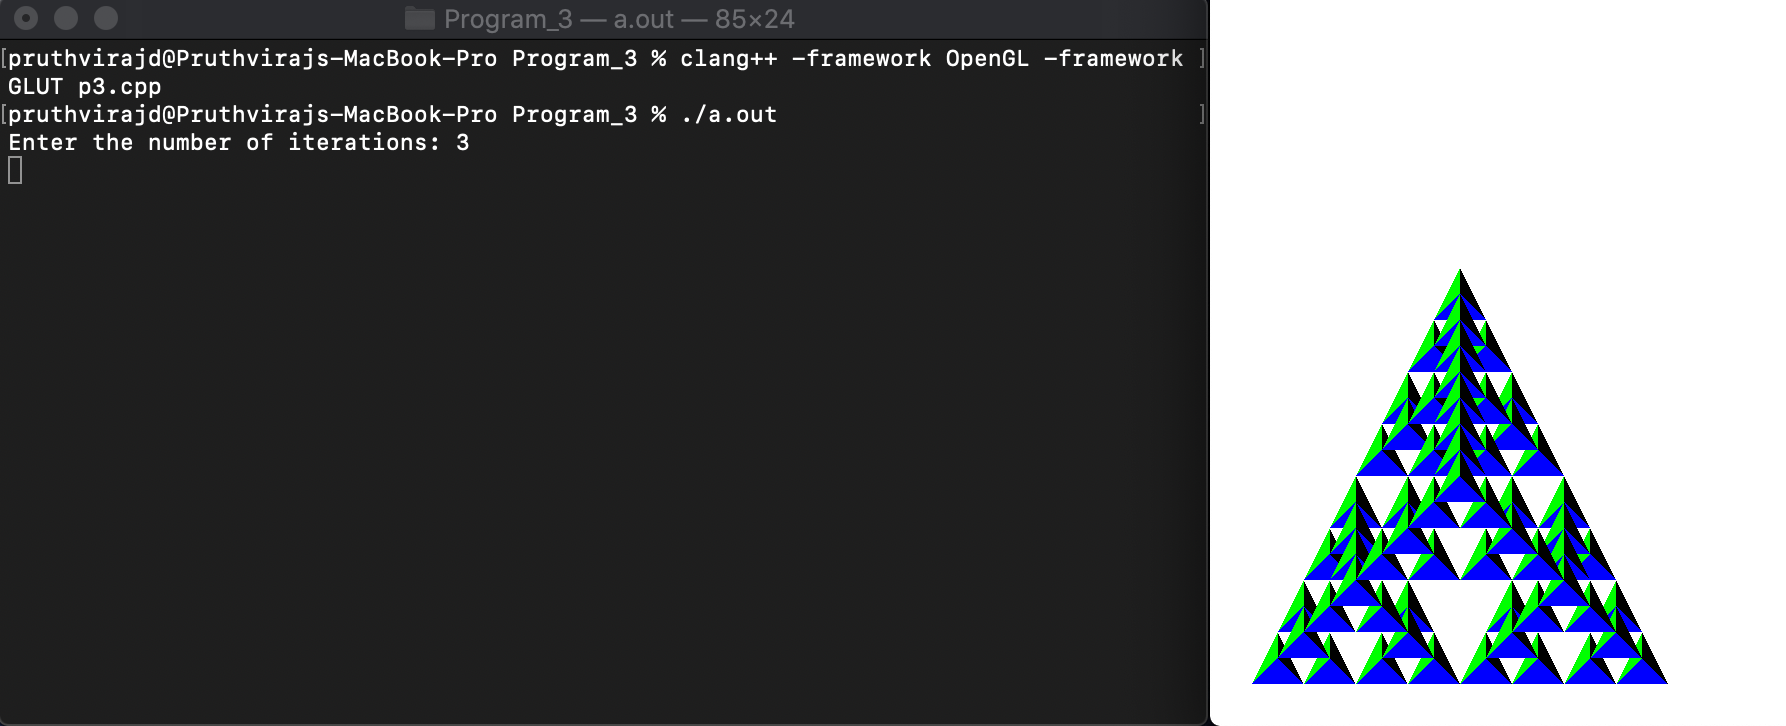 Program_3 — a.out — 85×24
[pruthvirajd@Pruthvirajs-MacBook-Pro Program_3 % clang++ -framework OpenGL -framework ]
GLUT p3.cpp
[pruthvirajd@Pruthvirajs-MacBook-Pro Program_3 % ./a.out ]
Enter the number of iterations: 3